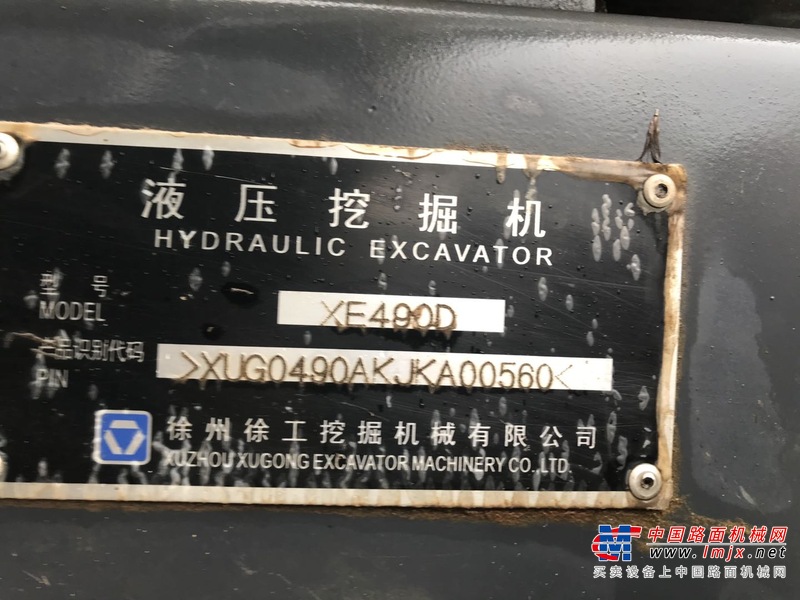 液压挖掘机
HYDRAULIC EXCAVATOR
型号
MODEL
XE490D
产品识别代码
PIN
>XUG0490AKJKA00560<
徐州徐工挖掘机械有限公司
XUZHOU XUGONG EXCAVATOR MACHINERY CO., LTD.
中国路面机械网
www.lmjx.net
买卖设备上中国路面机械网